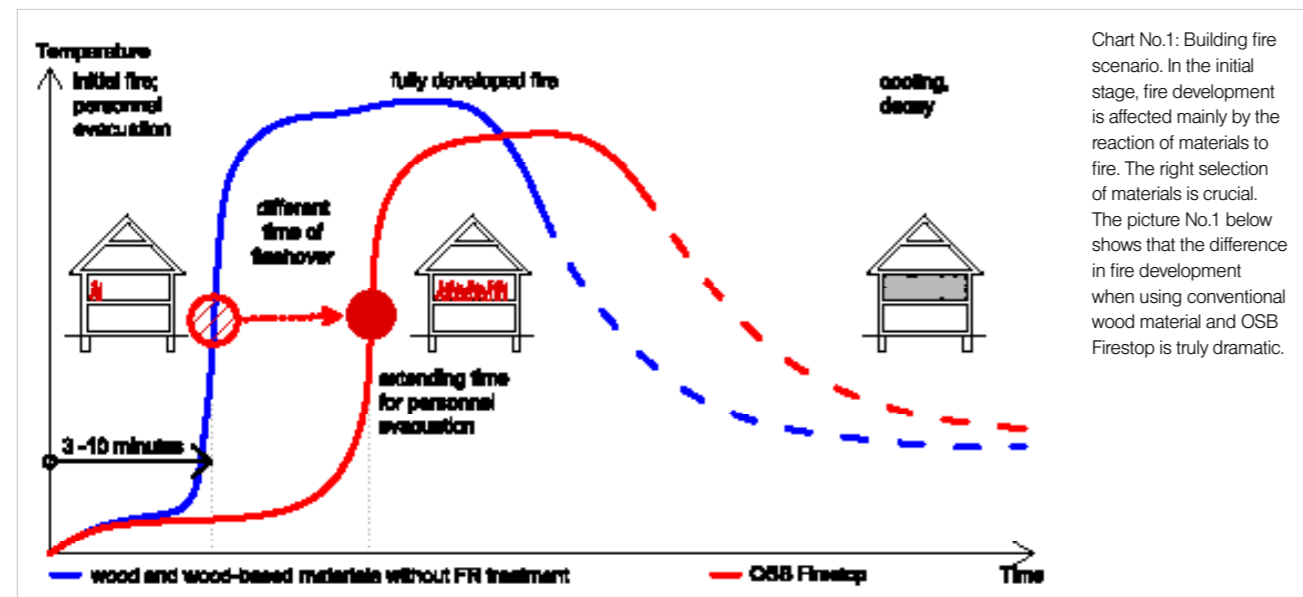 Temperature
initial fire;
personnel
evacuation
fully developed fire
cooling,
decay
different
time of
flashover
extending time
for personnel
evacuation
3 -10 minutes
wood and wood-based materials without FR treatment
OSB Firestop
Time
Chart No.1: Building fire
scenario. In the initial
stage, fire development
is affected mainly by the
reaction of materials to
fire. The right selection
of materials is crucial.
The picture No.1 below
shows that the difference
in fire development
when using conventional
wood material and OSB
Firestop is truly dramatic.